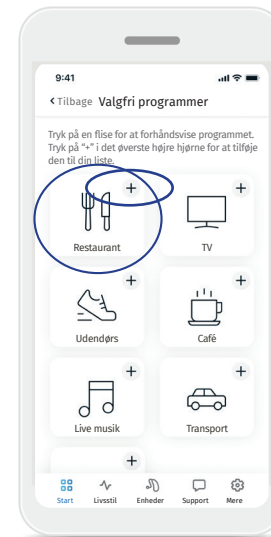 9:41
Tilbage Valgfri programmer
Tryk på en flise for at forhåndsvise programmet.
Tryk på “+” i det øverste højre hjørne for at tilføje
den til din liste.
+ +
Restaurant TV
+ +
Udendørs Café
+ +
Live musik Transport
+
Start Livsstil Enheder Support Mere